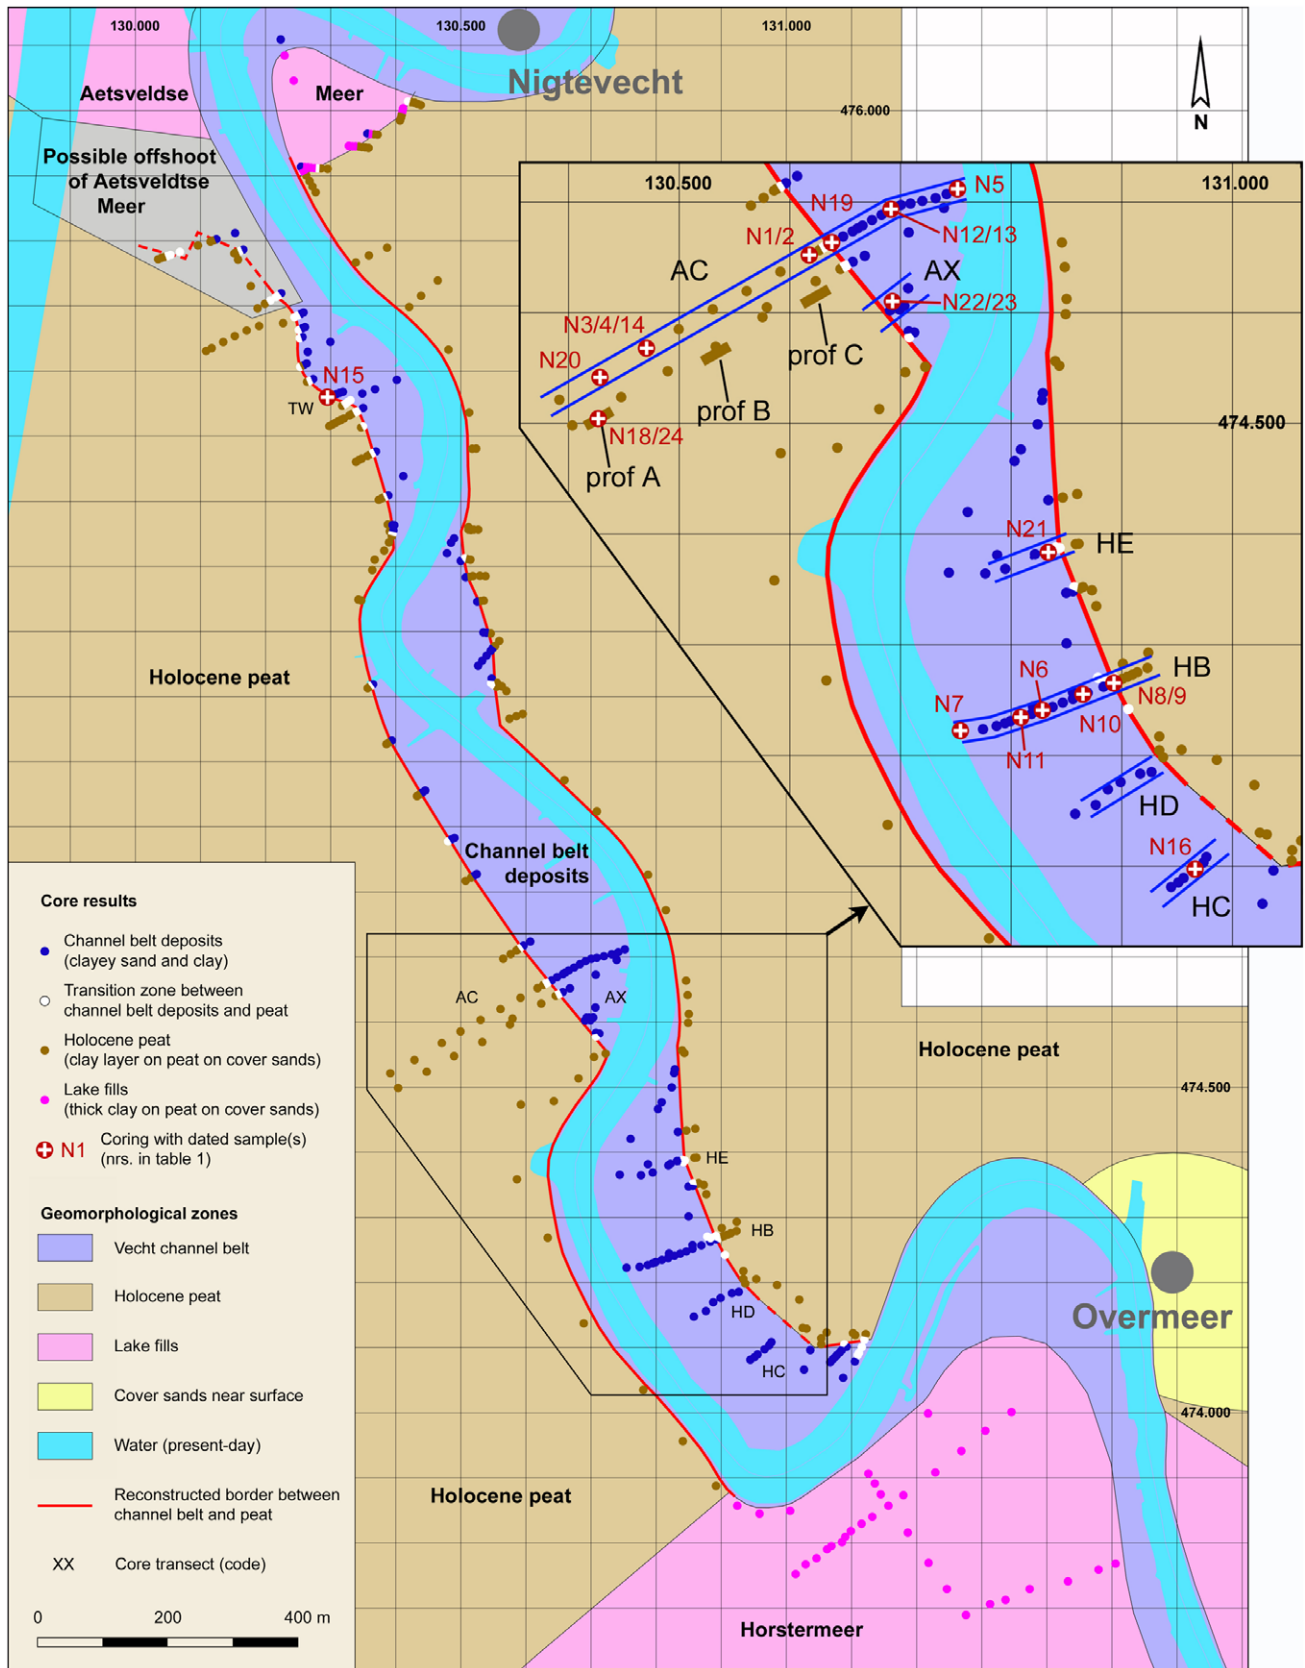 130.000
130.500
131.000
Nigtevecht
Aetsveldse
Meer
476.000
N
Possible offshoot
of Aetsveldtse
Meer
130.500
131.000
N5
N19
N12/13
N1/2
AC
AX
N22/23
N3/4/14
N20
prof C
prof B
N18/24
prof A
474.500
N15
TW
N21
HE
HB
N6
N7
N8/9
N10
N11
HD
N16
HC
Holocene peat
Channel belt
deposits
AC
AX
Holocene peat
474.500
HE
HB
HD
HC
Overmeer
474.000
Holocene peat
Horstermeer
Core results
Channel belt deposits
(clayey sand and clay)
Transition zone between
channel belt deposits and peat
Holocene peat
(clay layer on peat on cover sands)
Lake fills
(thick clay on peat on cover sands)
N1 Coring with dated sample(s)
(nrs. in table 1)
Geomorphological zones
Vecht channel belt
Holocene peat
Lake fills
Cover sands near surface
Water (present-day)
Reconstructed border between
channel belt and peat
XX Core transect (code)
0 200 400 m